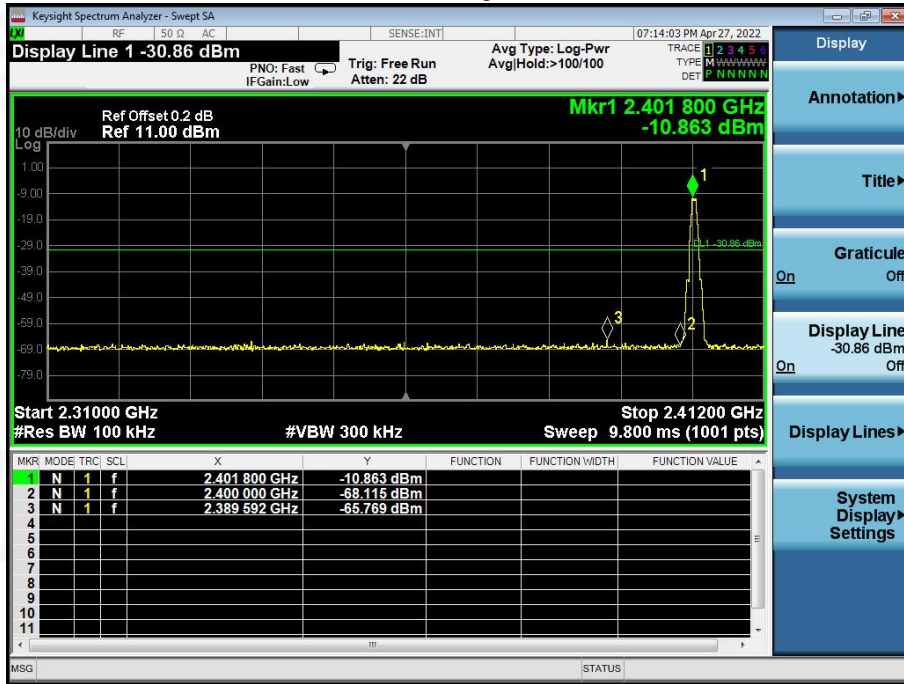 Keysight Spectrum Analyzer - Swept SA
LXI RF 50 Ω AC SENSE:INT 07:14:03 PM Apr 27, 2022
Display Line 1 -30.86 dBm
PNO: Fast
IFGain:Low
Trig: Free Run
Atten: 22 dB
Avg Type: Log-Pwr
Avg|Hold:>100/100
TRACE 1 2 3 4 5 6
TYPE M WWWWW
DET P N N N N N
Mkr1 2.401 800 GHz
-10.863 dBm
Ref Offset 0.2 dB
10 dB/div Ref 11.00 dBm
Log
1.00
-9.00
-19.0
-29.0
-39.0
-49.0
-59.0
-69.0
-79.0
1
DL1 -30.86 dBm
3
2
Start 2.31000 GHz Stop 2.41200 GHz
#Res BW 100 kHz #VBW 300 kHz Sweep 9.800 ms (1001 pts)
MKR MODE TRC SCL X Y FUNCTION FUNCTION WIDTH FUNCTION VALUE
1 N 1 f 2.401 800 GHz -10.863 dBm
2 N 1 f 2.400 000 GHz -68.115 dBm
3 N 1 f 2.389 592 GHz -65.769 dBm
4
5
6
7
8
9
10
11
MSG STATUS
Display
Annotation
Title
Graticule
On Off
Display Line
-30.86 dBm
On Off
Display Lines
System
Display
Settings